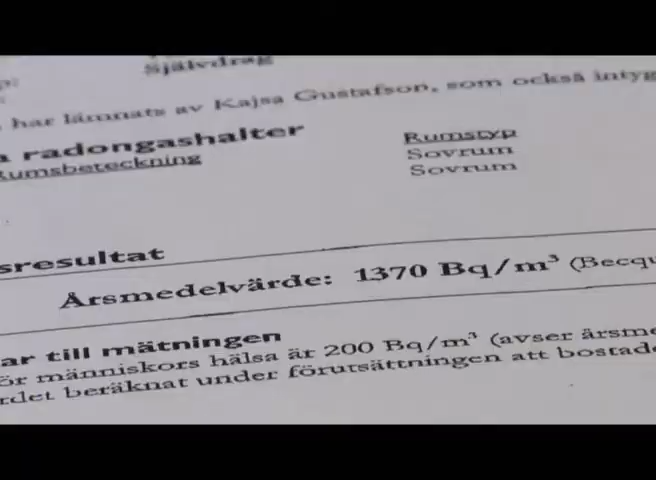 Självdrag
har lämnats av Kajsa Gustafson, som också intyg
a radongashalter
Rumsbeteckning
Rumstyp
Sovrum
Sovrum
sresultat
Årsmedelvärde: 1370 Bq/m³ (Becqu
ar till mätningen
ör människors hälsa är 200 Bq/m³ (avser årsme
rdet beräknat under förutsättningen att bostade